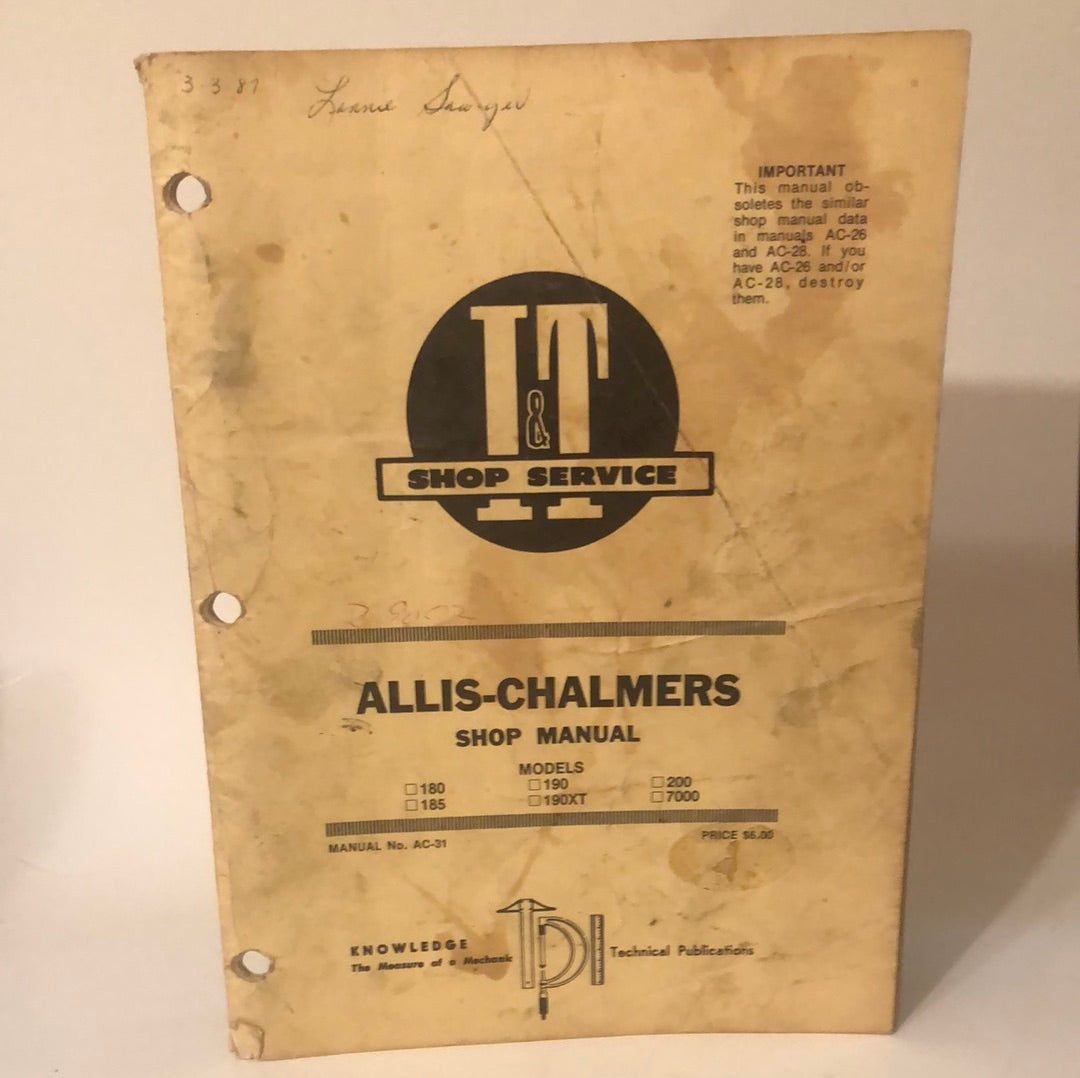 3 3 87
Lonnie Sawyer
IMPORTANT
This manual ob-
soletes the similar
shop manual data
in manuals AC-26
and AC-28. If you
have AC-26 and/or
AC-28, destroy
them.
I&T
SHOP SERVICE
ALLIS-CHALMERS
SHOP MANUAL
MODELS
□180 □190 □200
□185 □190XT □7000
MANUAL No. AC-31 PRICE $6.00
KNOWLEDGE
The Measure of a Mechanic
TPI
Technical Publications